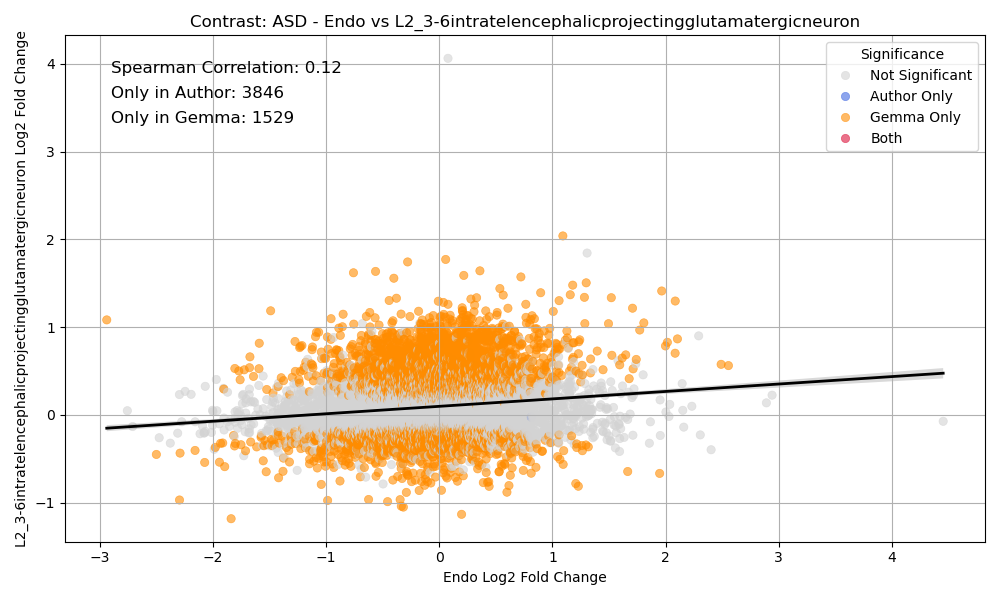 Contrast: ASD - Endo vs L2_3-6intratelencephalicprojectingglutamatergicneuron
L2_3-6intratelencephalicprojectingglutamatergicneuron Log2 Fold Change
4
3
2
1
0
−1
Spearman Correlation: 0.12
Only in Author: 3846
Only in Gemma: 1529
Significance
Not Significant
Author Only
Gemma Only
Both
−3
−2
−1
0
1
2
3
4
Endo Log2 Fold Change